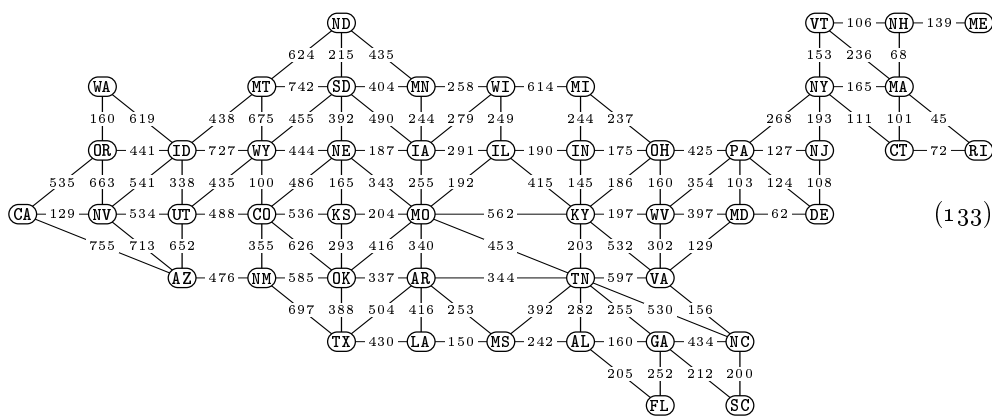 ND VT 106 NH 139 ME
624 215 435 153 236 68
WA MT 742 SD 404 MN 258 WI 614 MI NY 165 MA
160 619 438 675 455 392 490 244 279 249 244 237 268 193 111 101 45
OR 441 ID 727 WY 444 NE 187 IA 291 IL 190 IN 175 OH 425 PA 127 NJ CT 72 RI
535 663 541 338 435 100 486 165 343 255 192 415 145 186 160 354 103 124 108
CA 129 NV 534 UT 488 CO 536 KS 204 MO 562 KY 197 WV 397 MD 62 DE (133)
755 713 652 355 626 293 416 340 453 203 532 302 129
AZ 476 NM 585 OK 337 AR 344 TN 597 VA
697 388 504 416 253 392 282 255 530 156
TX 430 LA 150 MS 242 AL 160 GA 434 NC
205 252 212 200
FL SC